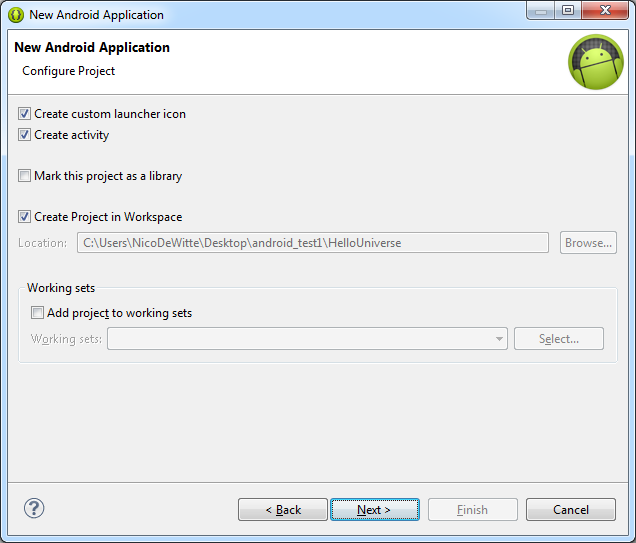 New Android Application
New Android Application
Configure Project
Create custom launcher icon
Create activity
Mark this project as a library
Create Project in Workspace
Location: C:\Users\NicoDeWitte\Desktop\android_test1\HelloUniverse Browse...
Working sets
Add project to working sets
Working sets: Select...
? < Back Next > Finish Cancel